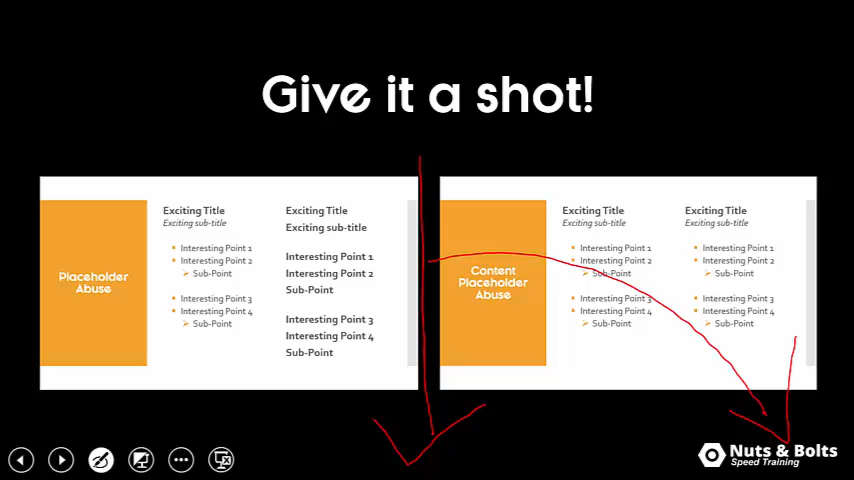 Give it a shot!
Placeholder
Abuse
Exciting Title
Exciting sub-title
Interesting Point 1
Interesting Point 2
Sub-Point
Interesting Point 3
Interesting Point 4
Sub-Point
Exciting Title
Exciting sub-title
Interesting Point 1
Interesting Point 2
Sub-Point
Interesting Point 3
Interesting Point 4
Sub-Point
Content
Placeholder
Abuse
Exciting Title
Exciting sub-title
Interesting Point 1
Interesting Point 2
Sub-Point
Interesting Point 3
Interesting Point 4
Sub-Point
Exciting Title
Exciting sub-title
Interesting Point 1
Interesting Point 2
Sub-Point
Interesting Point 3
Interesting Point 4
Sub-Point
Nuts & Bolts
Speed Training